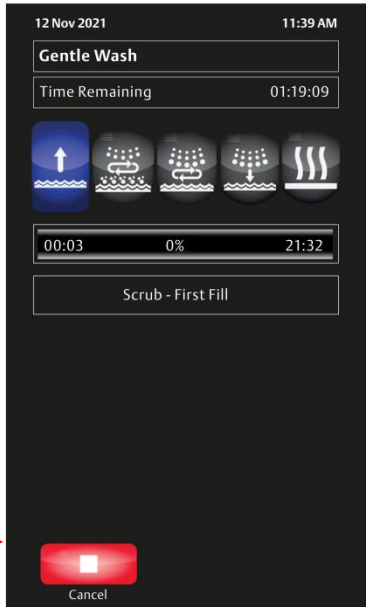 12 Nov 2021 11:39 AM
Gentle Wash
Time Remaining 01:19:09
00:03 0% 21:32
Scrub - First Fill
Cancel